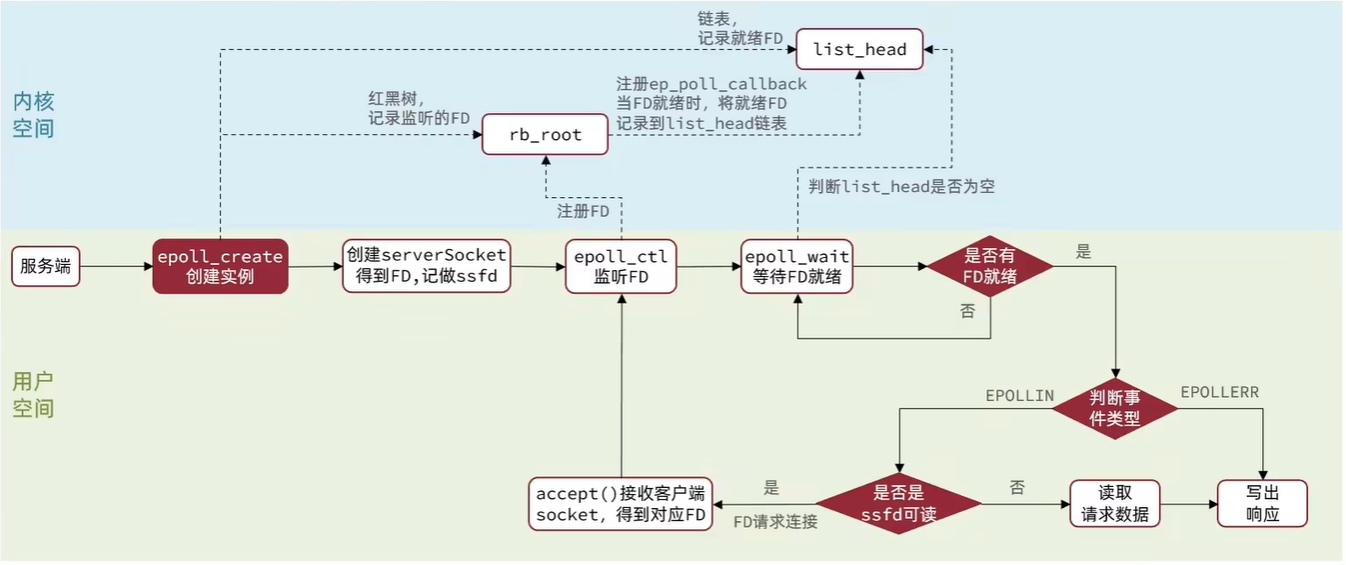 链表，
记录就绪FD
list_head
内核
空间
红黑树，
记录监听的FD
rb_root
注册ep_poll_callback
当FD就绪时，将就绪FD
记录到list_head链表
注册FD
判断list_head是否为空
服务端
epoll_create
创建实例
创建serverSocket
得到FD,记做ssfd
epoll_ctl
监听FD
epoll_wait
等待FD就绪
是否有
FD就绪
是
否
用户
空间
EPOLLIN
判断事
件类型
EPOLLERR
accept()接收客户端
socket，得到对应FD
是
FD请求连接
是否是
ssfd可读
否
读取
请求数据
写出
响应